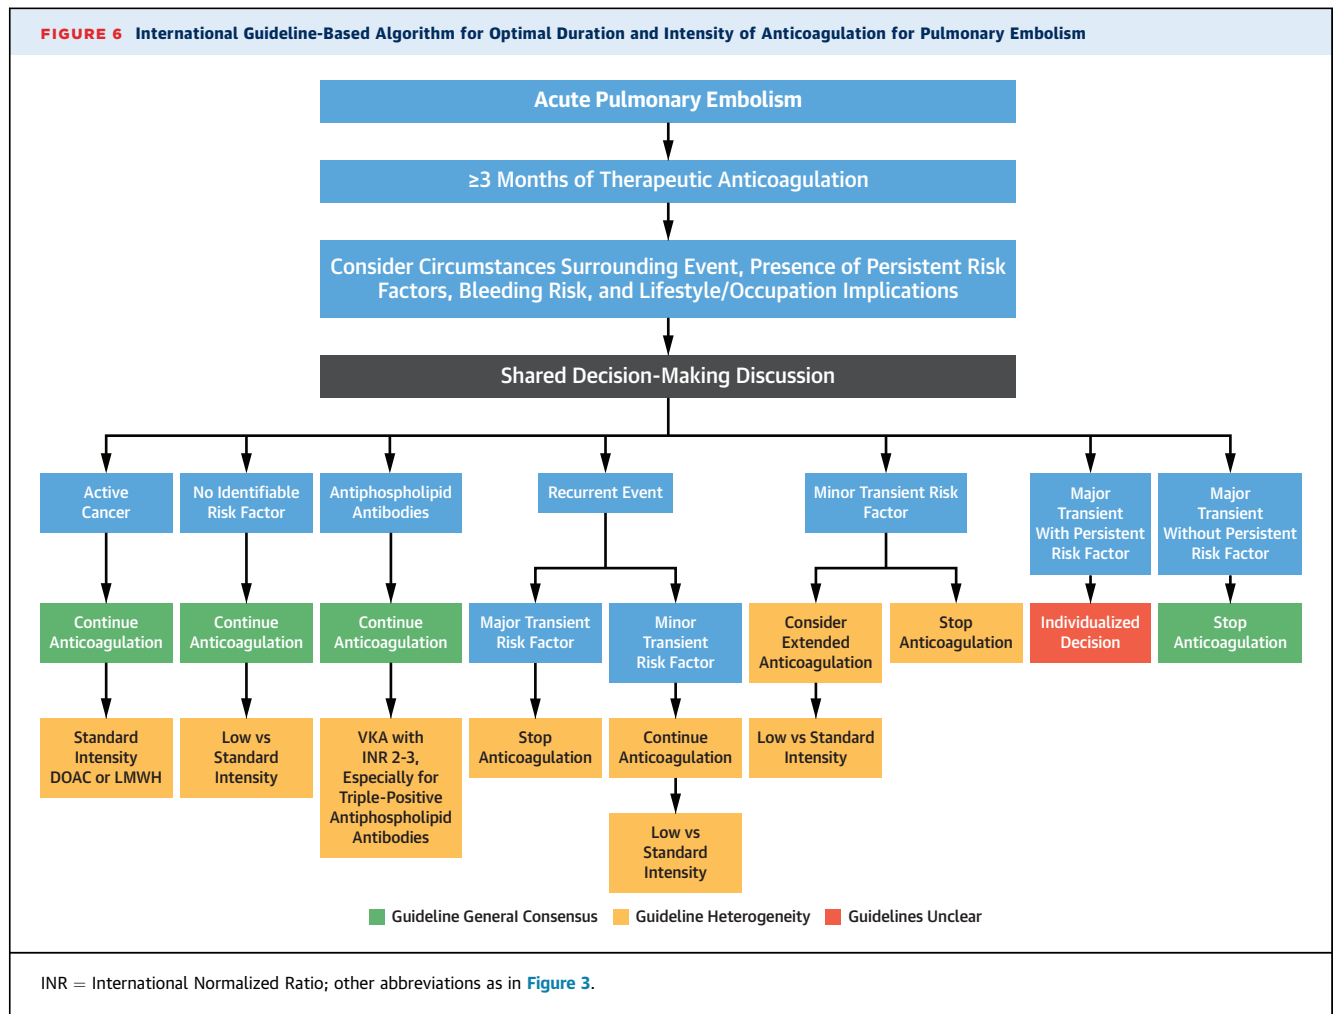 FIGURE 6 International Guideline-Based Algorithm for Optimal Duration and Intensity of Anticoagulation for Pulmonary Embolism
Acute Pulmonary Embolism
≥3 Months of Therapeutic Anticoagulation
Consider Circumstances Surrounding Event, Presence of Persistent Risk
Factors, Bleeding Risk, and Lifestyle/Occupation Implications
Shared Decision-Making Discussion
Active
Cancer
No Identifiable
Risk Factor
Antiphospholipid
Antibodies
Recurrent Event
Minor Transient Risk
Factor
Major
Transient
With Persistent
Risk Factor
Major
Transient
Without Persistent
Risk Factor
Continue
Anticoagulation
Continue
Anticoagulation
Continue
Anticoagulation
Major Transient
Risk Factor
Minor
Transient
Risk Factor
Consider
Extended
Anticoagulation
Stop
Anticoagulation
Individualized
Decision
Stop
Anticoagulation
Standard
Intensity
DOAC or LMWH
Low vs
Standard
Intensity
VKA with
INR 2-3,
Especially for
Triple-Positive
Antiphospholipid
Antibodies
Stop
Anticoagulation
Continue
Anticoagulation
Low vs Standard
Intensity
Low vs
Standard
Intensity
Guideline General Consensus
Guideline Heterogeneity
Guidelines Unclear
INR = International Normalized Ratio; other abbreviations as in Figure 3.